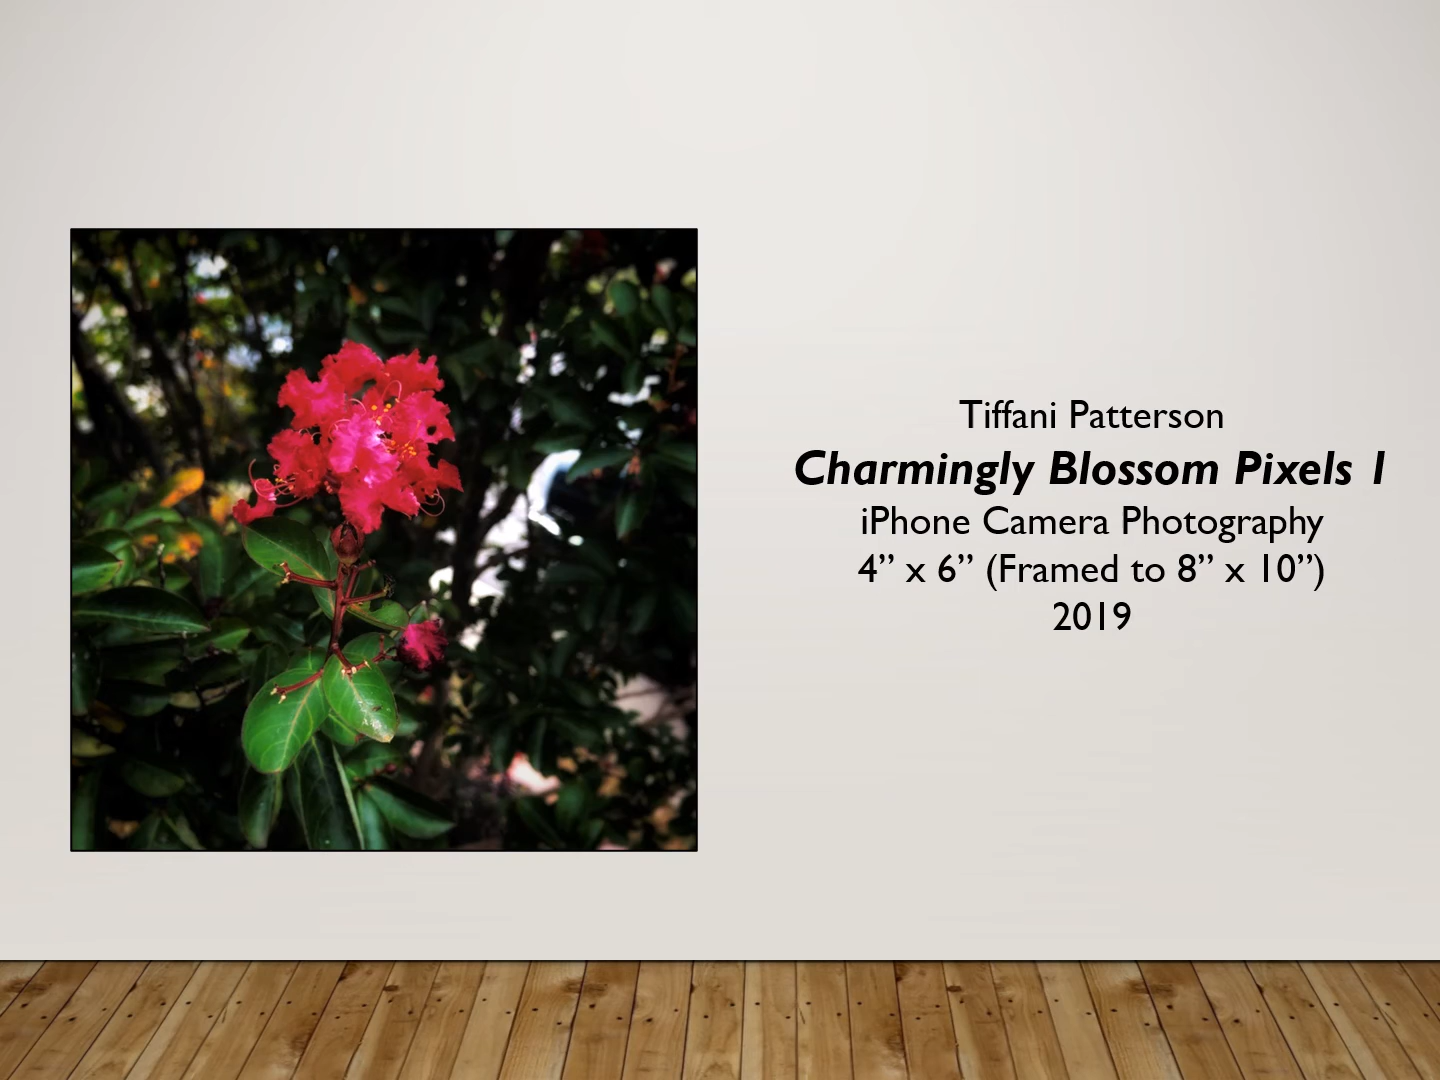 Tiffani Patterson
Charmingly Blossom Pixels 1
iPhone Camera Photography
4” x 6” (Framed to 8” x 10”)
2019